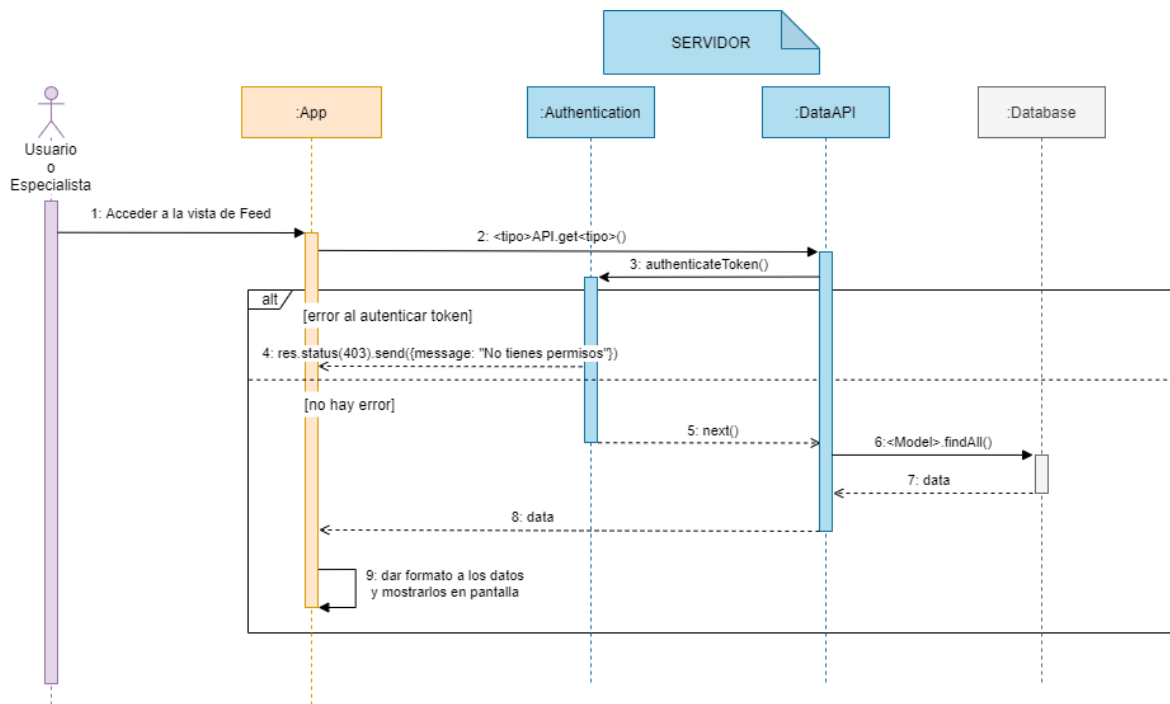 SERVIDOR
:App
:Authentication
:DataAPI
:Database
Usuario
o
Especialista
1: Acceder a la vista de Feed
2: <tipo>API.get<tipo>()
3: authenticateToken()
alt
[error al autenticar token]
4: res.status(403).send({message: "No tienes permisos"})
[no hay error]
5: next()
6:<Model>.findAll()
7: data
8: data
9: dar formato a los datos
y mostrarlos en pantalla